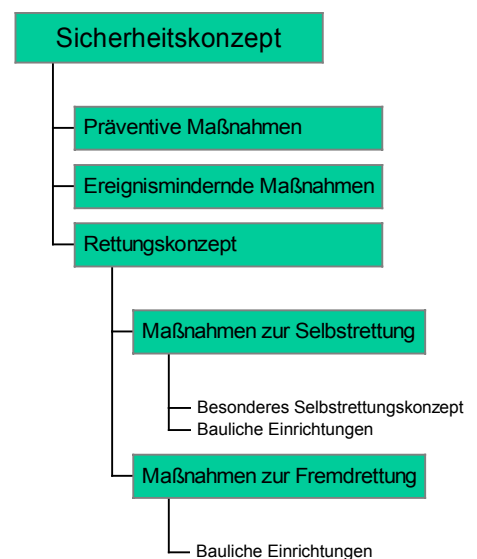 Sicherheitskonzept
Präventive Maßnahmen
Ereignismindernde Maßnahmen
Rettungskonzept
Maßnahmen zur Selbstrettung
Besonderes Selbstrettungskonzept
Bauliche Einrichtungen
Maßnahmen zur Fremdrettung
Bauliche Einrichtungen